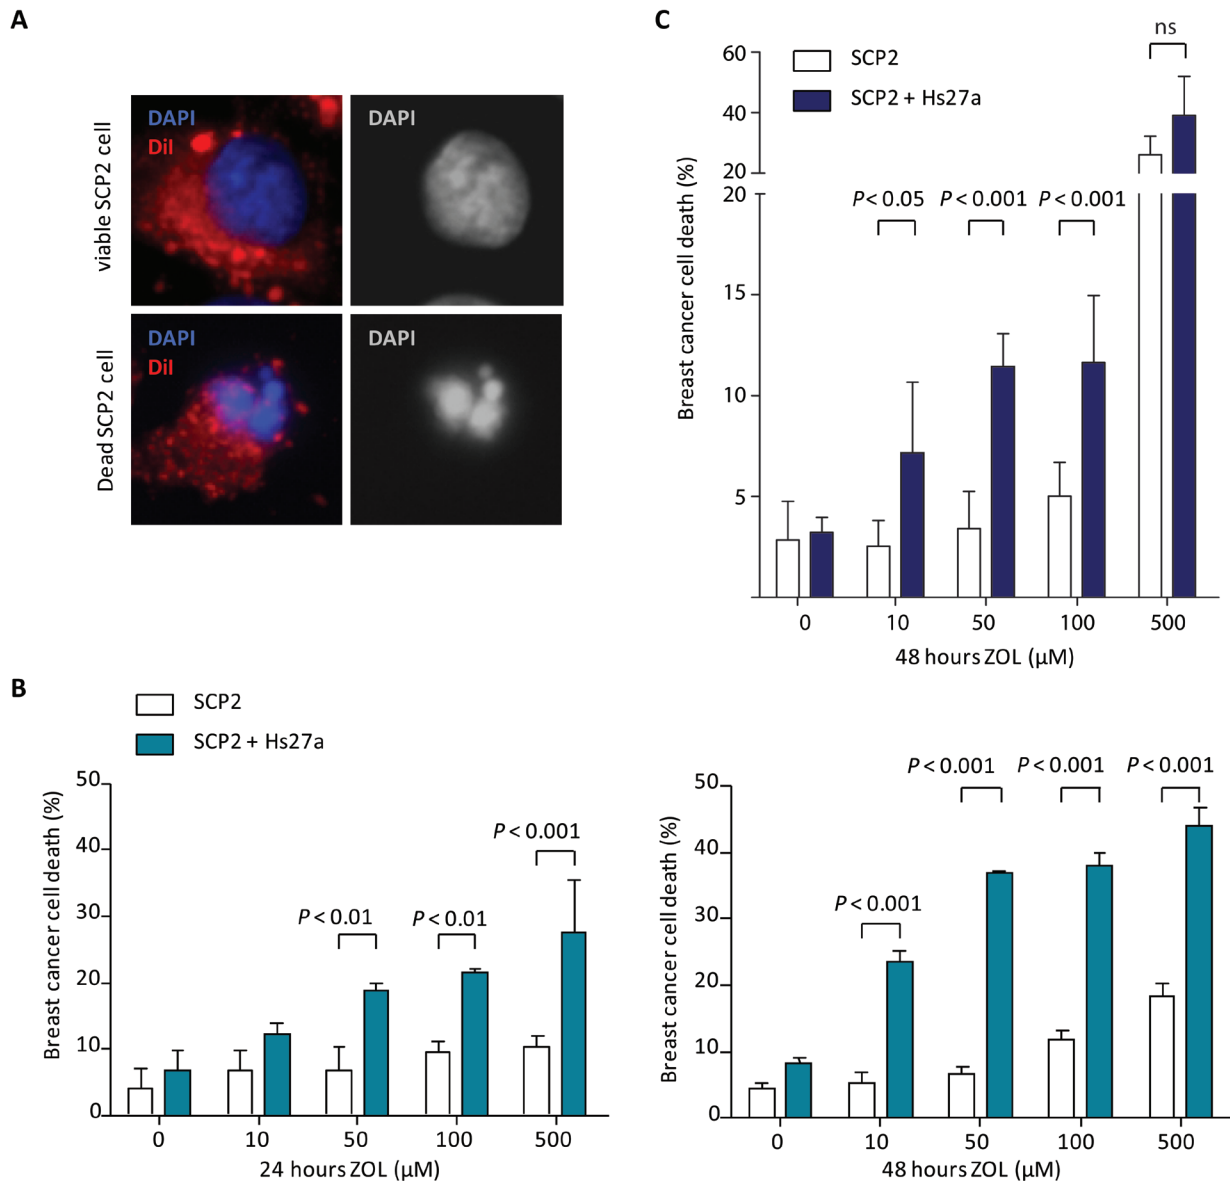 A
viable SCP2 cell
DAPI
DiI
DAPI
Dead SCP2 cell
DAPI
DiI
DAPI
C
SCP2
SCP2 + Hs27a
ns
Breast cancer cell death (%)
60
40
20
20
15
10
5
P < 0.05
P < 0.001
P < 0.001
0
10
50
100
500
48 hours ZOL (µM)
B
SCP2
SCP2 + Hs27a
Breast cancer cell death (%)
50
40
30
20
10
0
P < 0.01
P < 0.01
P < 0.001
0
10
50
100
500
24 hours ZOL (µM)
Breast cancer cell death (%)
50
40
30
20
10
0
P < 0.001
P < 0.001
P < 0.001
P < 0.001
0
10
50
100
500
48 hours ZOL (µM)